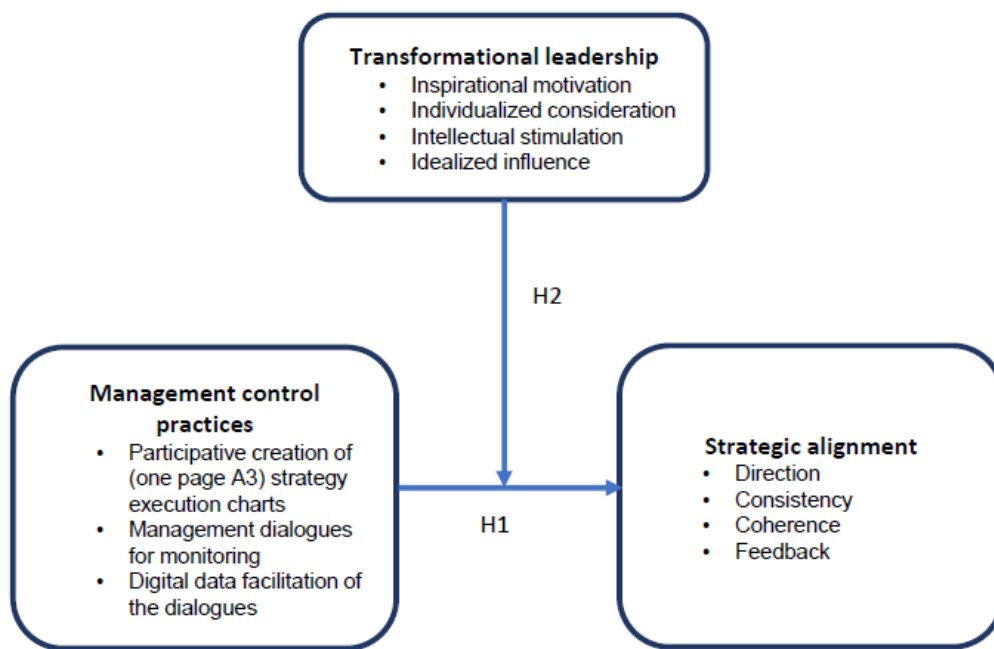 Transformational leadership
• Inspirational motivation
• Individualized consideration
• Intellectual stimulation
• Idealized influence
H2
Management control
practices
• Participative creation of
(one page A3) strategy
execution charts
• Management dialogues
for monitoring
• Digital data facilitation of
the dialogues
H1
Strategic alignment
• Direction
• Consistency
• Coherence
• Feedback